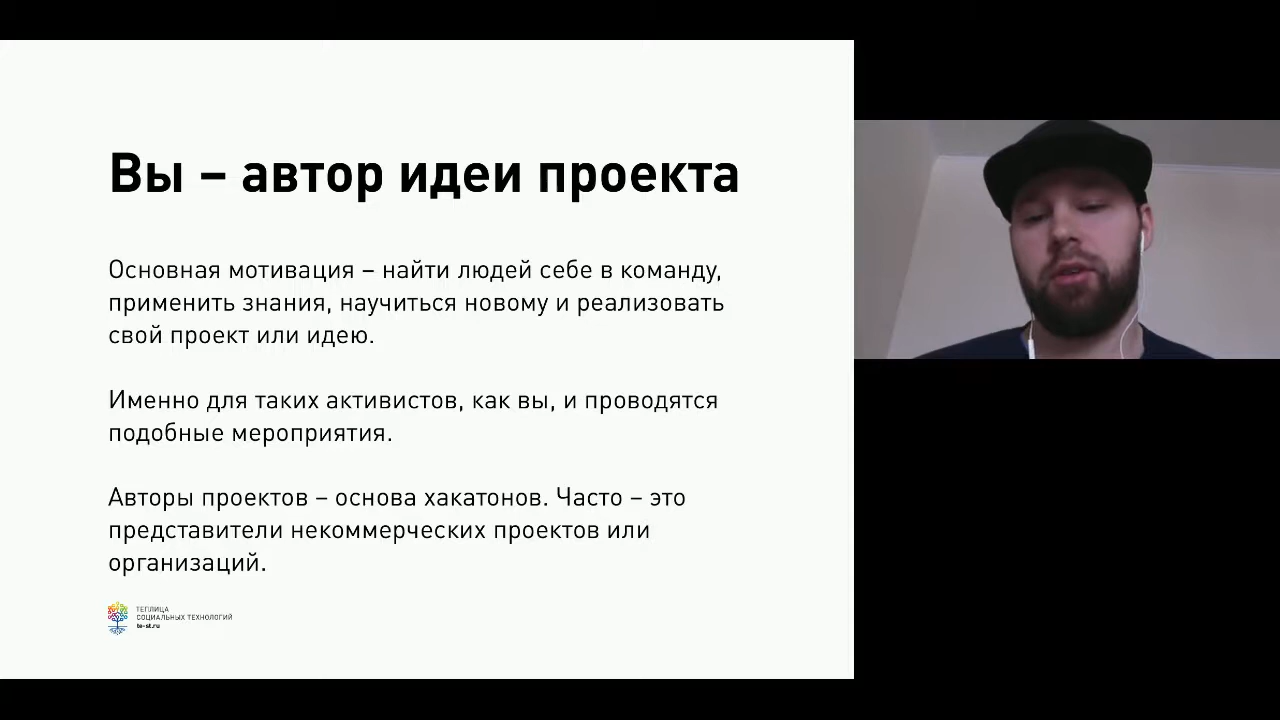 Вы – автор идеи проекта
Основная мотивация – найти людей себе в команду,
применить знания, научиться новому и реализовать
свой проект или идею.
Именно для таких активистов, как вы, и проводятся
подобные мероприятия.
Авторы проектов – основа хакатонов. Часто – это
представители некоммерческих проектов или
организаций.
ТЕПЛИЦА
СОЦИАЛЬНЫХ ТЕХНОЛОГИЙ
te-st.ru